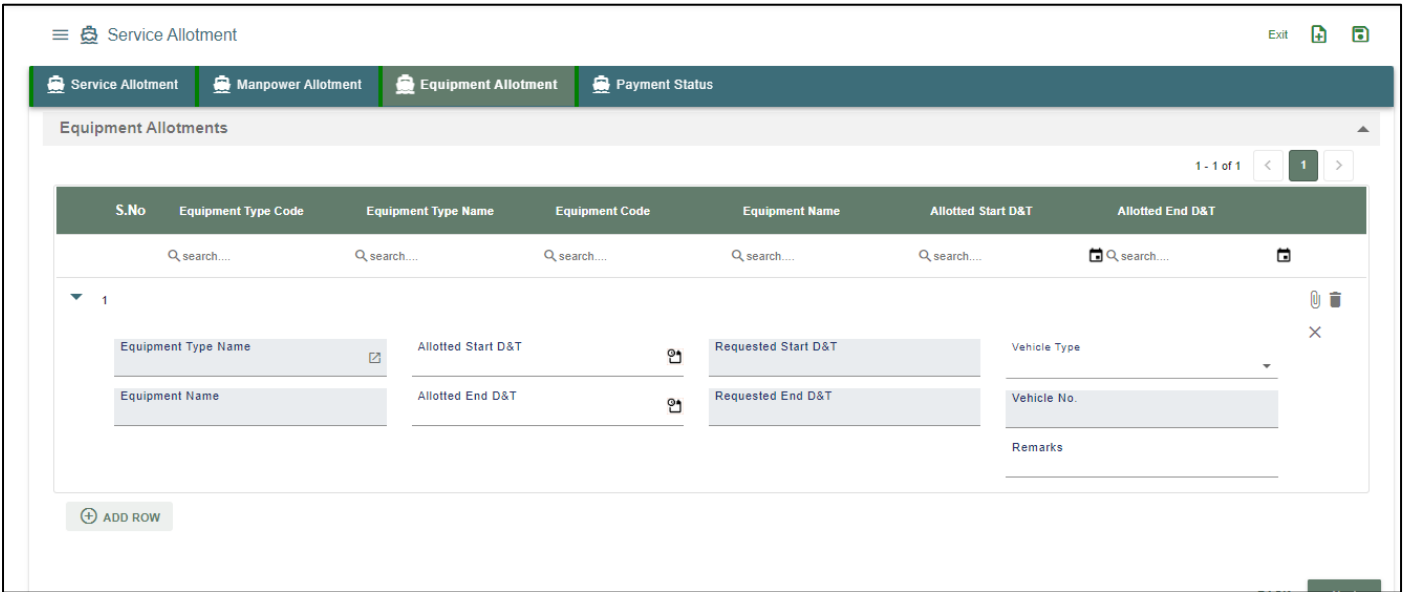 Service Allotment
Exit
Service Allotment Manpower Allotment Equipment Allotment Payment Status
Equipment Allotments
1 - 1 of 1 < 1 >
S.No Equipment Type Code Equipment Type Name Equipment Code Equipment Name Allotted Start D&T Allotted End D&T
search.... search.... search.... search.... search.... search....
1
Equipment Type Name Allotted Start D&T Requested Start D&T Vehicle Type
Equipment Name Allotted End D&T Requested End D&T Vehicle No.
Remarks
ADD ROW